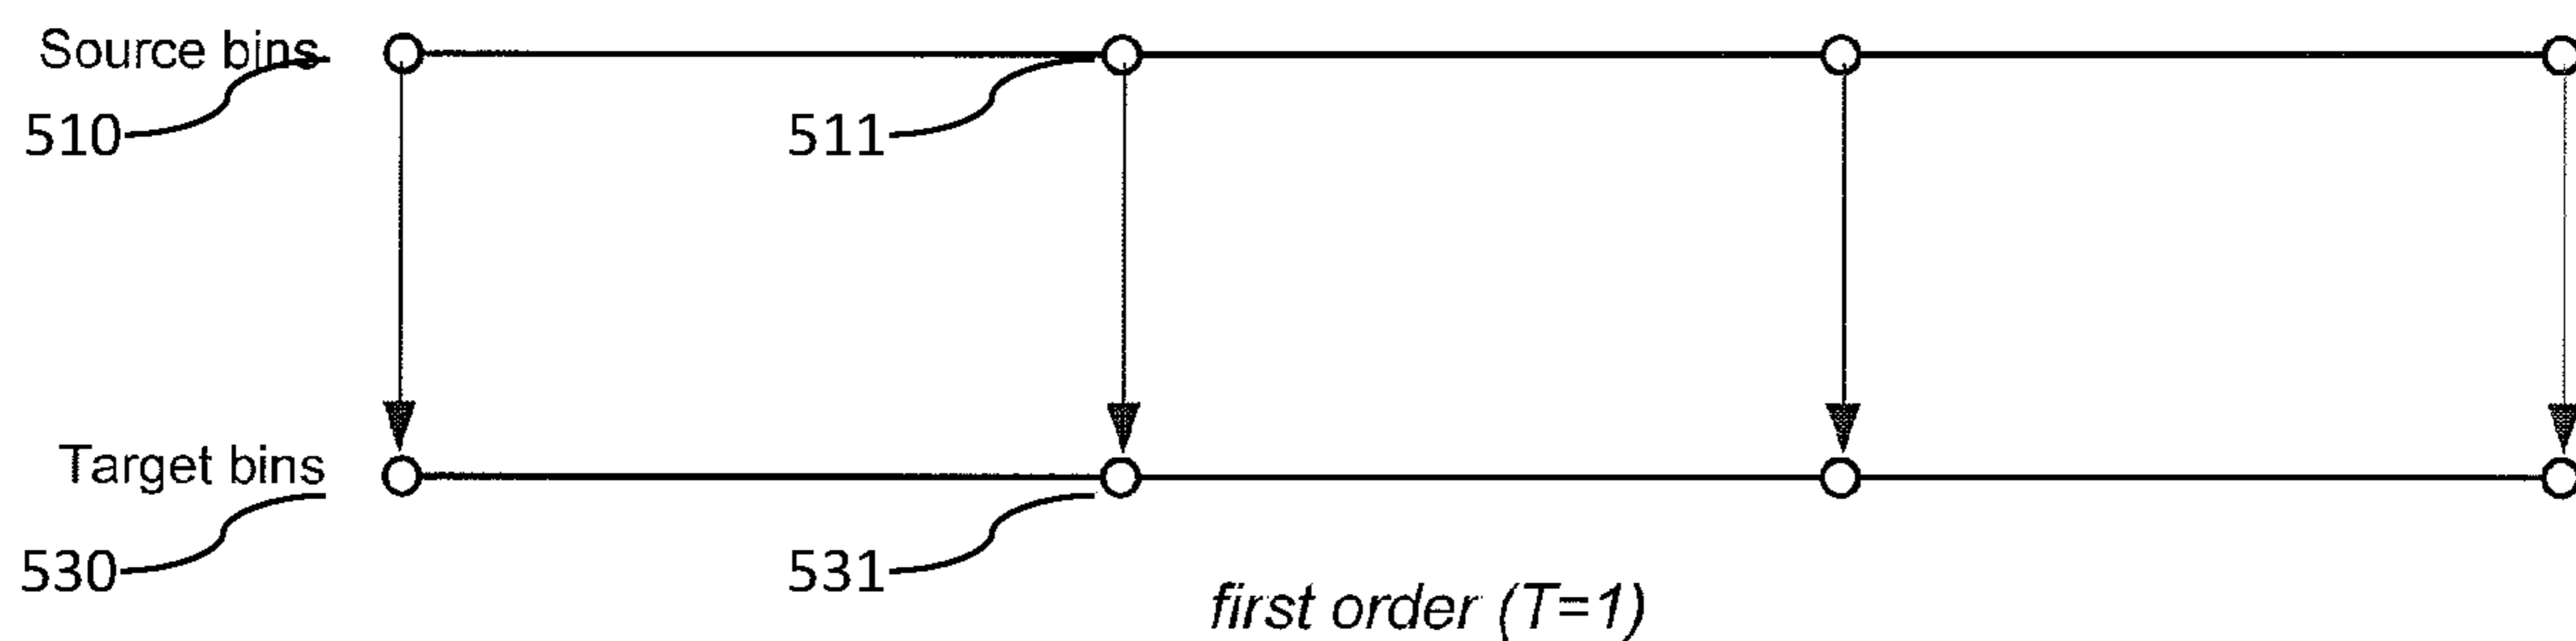 Source bins
510
511
Target bins
530
531
first order (T=1)